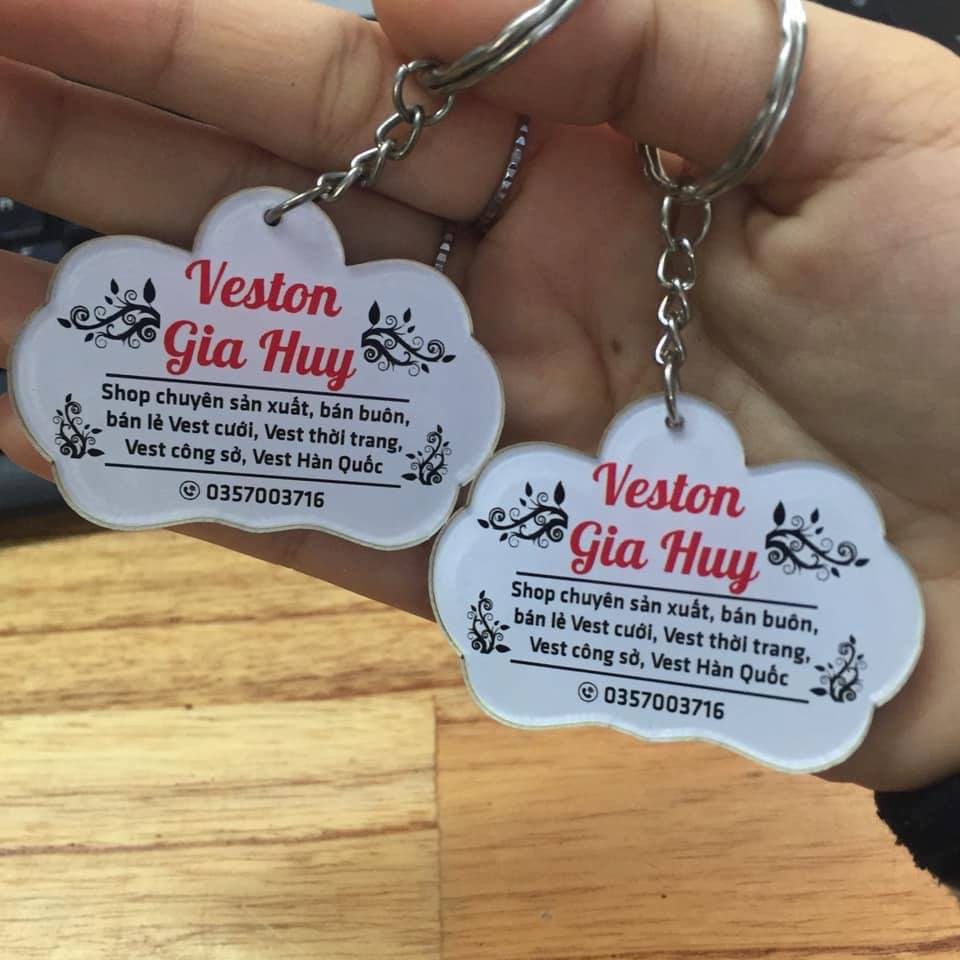 Veston
Gia Huy
Shop chuyên sản xuất, bán buôn,
bán lẻ Vest cưới, Vest thời trang,
Vest công sở, Vest Hàn Quốc
0357003716
Veston
Gia Huy
Shop chuyên sản xuất, bán buôn,
bán lẻ Vest cưới, Vest thời trang,
Vest công sở, Vest Hàn Quốc
0357003716